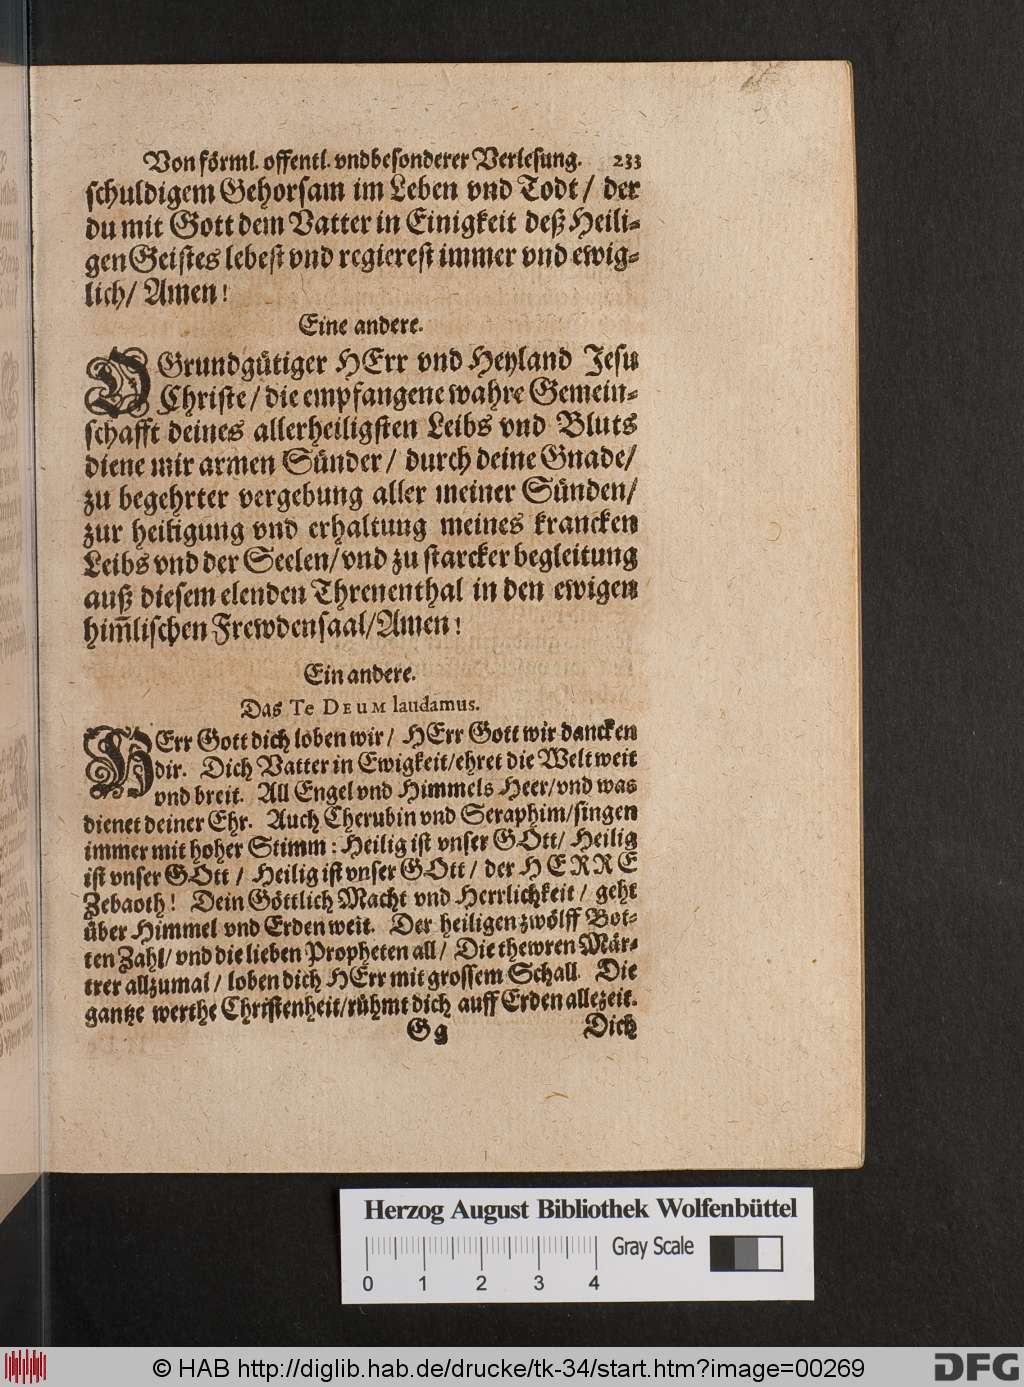 Von förml. offentl. vnd besonderer Verlesung. 233
schuldigem Gehorsam im Leben vnd Todt / der
du mit Gott dem Vatter in Einigkeit deß Heili-
gen Geistes lebest vnd regierest immer vnd ewig-
lich / Amen!
Eine andere.
O Grundgütiger HErr vnd Heyland Jesu
Christe / die empfangene wahre Gemein-
schafft deines allerheiligsten Leibs vnd Bluts
diene mir armen Sünder / durch deine Gnade /
zu begehrter vergebung aller meiner Sünden /
zur heiligung vnd erhaltung meines krancken
Leibs vnd der Seelen / vnd zu starcker begleitung
auß diesem elenden Threnenthal in den ewigen
him̃lischen Frewdensaal / Amen!
Ein andere.
Das Te DEUM laudamus.
HErr Gott dich loben wir / HErr Gott wir dancken
dir. Dich Vatter in Ewigkeit / ehret die Welt weit
vnd breit. All Engel vnd Himmels Heer / vnd was
dienet deiner Ehr. Auch Cherubin vnd Seraphim / singen
immer mit hoher Stimm : Heilig ist vnser GOtt / Heilig
ist vnser GOtt / Heilig ist vnser GOtt / der HERRE
Zebaoth! Dein Göttlich Macht vnd Herrlichkeit / geht
über Himmel vnd Erden weit. Der heiligen zwölff Bot-
ten Zahl / vnd die lieben Propheten all / Die thewren Mär-
trer allzumal / loben dich HErr mit grossem Schall. Die
gantze werthe Christenheit / rühmt dich auff Erden allezeit.
Gg Dich
Herzog August Bibliothek Wolfenbüttel
Gray Scale
0 1 2 3 4
© HAB http://diglib.hab.de/drucke/tk-34/start.htm?image=00269
DFG